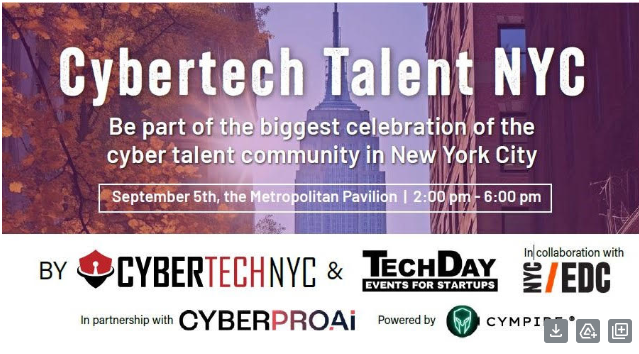 Cybertech Talent NYC
Be part of the biggest celebration of the
cyber talent community in New York City
September 5th, the Metropolitan Pavilion | 2:00 pm - 6:00 pm
BY CYBERTECHNYC & TECHDAY
EVENTS FOR STARTUPS
In collaboration with
NYC/EDC
In partnership with CYBERPROAi Powered by CYMPIRE